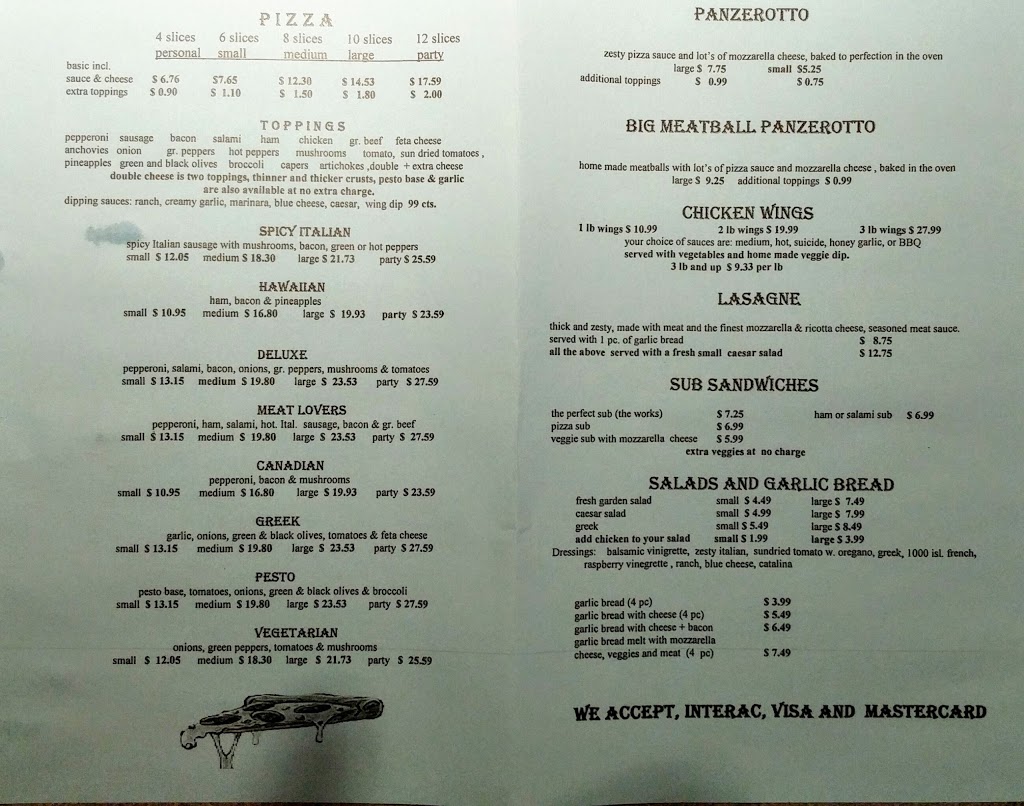 PIZZA
4 slices 6 slices 8 slices 10 slices 12 slices
personal small medium large party
basic incl.
sauce & cheese $ 6.76 $7.65 $ 12.30 $ 14.53 $ 17.59
extra toppings $ 0.90 $ 1.10 $ 1.50 $ 1.80 $ 2.00
TOPPINGS
pepperoni sausage bacon salami ham chicken gr. beef feta cheese
anchovies onion gr. peppers hot peppers mushrooms tomato, sun dried tomatoes ,
pineapples green and black olives broccoli capers artichokes ,double + extra cheese
double cheese is two toppings, thinner and thicker crusts, pesto base & garlic
are also available at no extra charge.
dipping sauces: ranch, creamy garlic, marinara, blue cheese, caesar, wing dip 99 cts.
SPICY ITALIAN
spicy Italian sausage with mushrooms, bacon, green or hot peppers
small $ 12.05 medium $ 18.30 large $ 21.73 party $ 25.59
HAWAIIAN
ham, bacon & pineapples
small $ 10.95 medium $ 16.80 large $ 19.93 party $ 23.59
DELUXE
pepperoni, salami, bacon, onions, gr. peppers, mushrooms & tomatoes
small $ 13.15 medium $ 19.80 large $ 23.53 party $ 27.59
MEAT LOVERS
pepperoni, ham, salami, hot. Ital. sausage, bacon & gr. beef
small $ 13.15 medium $ 19.80 large $ 23.53 party $ 27.59
CANADIAN
pepperoni, bacon & mushrooms
small $ 10.95 medium $ 16.80 large $ 19.93 party $ 23.59
GREEK
garlic, onions, green & black olives, tomatoes & feta cheese
small $ 13.15 medium $ 19.80 large $ 23.53 party $ 27.59
PESTO
pesto base, tomatoes, onions, green & black olives & broccoli
small $ 13.15 medium $ 19.80 large $ 23.53 party $ 27.59
VEGETARIAN
onions, green peppers, tomatoes & mushrooms
small $ 12.05 medium $ 18.30 large $ 21.73 party $ 25.59
PANZEROTTO
zesty pizza sauce and lot's of mozzarella cheese, baked to perfection in the oven
large $ 7.75 small $5.25
additional toppings $ 0.99 $ 0.75
BIG MEATBALL PANZEROTTO
home made meatballs with lot's of pizza sauce and mozzarella cheese , baked in the oven
large $ 9.25 additional toppings $ 0.99
CHICKEN WINGS
1 lb wings $ 10.99 2 lb wings $ 19.99 3 lb wings $ 27.99
your choice of sauces are: medium, hot, suicide, honey garlic, or BBQ
served with vegetables and home made veggie dip.
3 lb and up $ 9.33 per lb
LASAGNE
thick and zesty, made with meat and the finest mozzarella & ricotta cheese, seasoned meat sauce.
served with 1 pc. of garlic bread $ 8.75
all the above served with a fresh small caesar salad $ 12.75
SUB SANDWICHES
the perfect sub (the works) $ 7.25 ham or salami sub $ 6.99
pizza sub $ 6.99
veggie sub with mozzarella cheese $ 5.99
extra veggies at no charge
SALADS AND GARLIC BREAD
fresh garden salad small $ 4.49 large $ 7.49
caesar salad small $ 4.99 large $ 7.99
greek small $ 5.49 large $ 8.49
add chicken to your salad small $ 1.99 large $ 3.99
Dressings: balsamic vinigrette, zesty italian, sundried tomato w. oregano, greek, 1000 isl. french,
raspberry vinegrette , ranch, blue cheese, catalina
garlic bread (4 pc) $ 3.99
garlic bread with cheese (4 pc) $ 5.49
garlic bread with cheese + bacon $ 6.49
garlic bread melt with mozzarella
cheese, veggies and meat (4 pc) $ 7.49
WE ACCEPT, INTERAC, VISA AND MASTERCARD